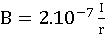 B = 2.10⁻⁷ I/r